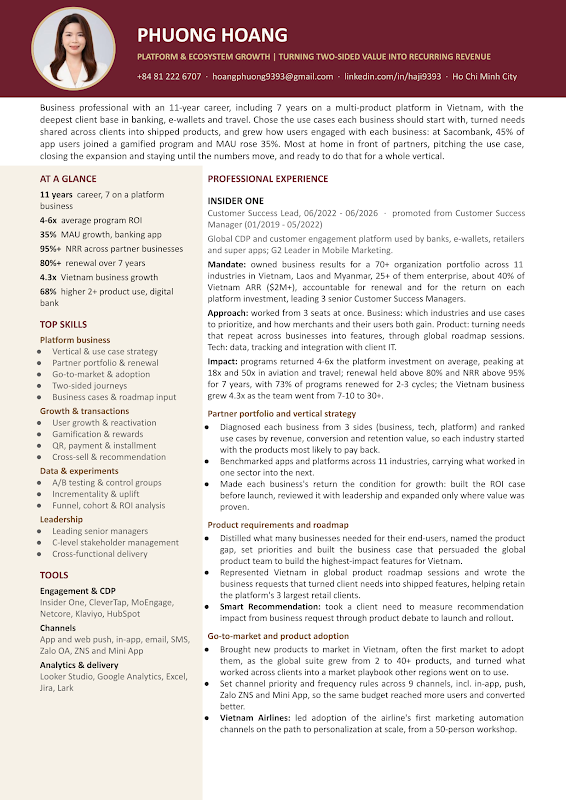 PHUONG HOANG
PLATFORM & ECOSYSTEM GROWTH | TURNING TWO-SIDED VALUE INTO RECURRING REVENUE
+84 81 222 6707 · hoangphuong9393@gmail.com · linkedin.com/in/haji9393 · Ho Chi Minh City
Business professional with an 11-year career, including 7 years on a multi-product platform in Vietnam, with the
deepest client base in banking, e-wallets and travel. Chose the use cases each business should start with, turned needs
shared across clients into shipped products, and grew how users engaged with each business: at Sacombank, 45% of
app users joined a gamified program and MAU rose 35%. Most at home in front of partners, pitching the use case,
closing the expansion and staying until the numbers move, and ready to do that for a whole vertical.
AT A GLANCE
11 years career, 7 on a platform
business
4-6x average program ROI
35% MAU growth, banking app
95%+ NRR across partner businesses
80%+ renewal over 7 years
4.3x Vietnam business growth
68% higher 2+ product use, digital
bank
TOP SKILLS
Platform business
● Vertical & use case strategy
● Partner portfolio & renewal
● Go-to-market & adoption
● Two-sided journeys
● Business cases & roadmap input
Growth & transactions
● User growth & reactivation
● Gamification & rewards
● QR, payment & installment
● Cross-sell & recommendation
Data & experiments
● A/B testing & control groups
● Incrementality & uplift
● Funnel, cohort & ROI analysis
Leadership
● Leading senior managers
● C-level stakeholder management
● Cross-functional delivery
TOOLS
Engagement & CDP
Insider One, CleverTap, MoEngage,
Netcore, Klaviyo, HubSpot
Channels
App and web push, in-app, email, SMS,
Zalo OA, ZNS and Mini App
Analytics & delivery
Looker Studio, Google Analytics, Excel,
Jira, Lark
PROFESSIONAL EXPERIENCE
INSIDER ONE
Customer Success Lead, 06/2022 - 06/2026 · promoted from Customer Success
Manager (01/2019 - 05/2022)
Global CDP and customer engagement platform used by banks, e-wallets, retailers
and super apps; G2 Leader in Mobile Marketing.
Mandate: owned business results for a 70+ organization portfolio across 11
industries in Vietnam, Laos and Myanmar, 25+ of them enterprise, about 40% of
Vietnam ARR ($2M+), accountable for renewal and for the return on each
platform investment, leading 3 senior Customer Success Managers.
Approach: worked from 3 seats at once. Business: which industries and use cases
to prioritize, and how merchants and their users both gain. Product: turning needs
that repeat across businesses into features, through global roadmap sessions.
Tech: data, tracking and integration with client IT.
Impact: programs returned 4-6x the platform investment on average, peaking at
18x and 50x in aviation and travel; renewal held above 80% and NRR above 95%
for 7 years, with 73% of programs renewed for 2-3 cycles; the Vietnam business
grew 4.3x as the team went from 7-10 to 30+.
Partner portfolio and vertical strategy
● Diagnosed each business from 3 sides (business, tech, platform) and ranked
use cases by revenue, conversion and retention value, so each industry started
with the products most likely to pay back.
● Benchmarked apps and platforms across 11 industries, carrying what worked in
one sector into the next.
● Made each business's return the condition for growth: built the ROI case
before launch, reviewed it with leadership and expanded only where value was
proven.
Product requirements and roadmap
● Distilled what many businesses needed for their end-users, named the product
gap, set priorities and built the business case that persuaded the global
product team to build the highest-impact features for Vietnam.
● Represented Vietnam in global product roadmap sessions and wrote the
business requests that turned client needs into shipped features, helping retain
the platform's 3 largest retail clients.
● Smart Recommendation: took a client need to measure recommendation
impact from business request through product debate to launch and rollout.
Go-to-market and product adoption
● Brought new products to market in Vietnam, often the first market to adopt
them, as the global suite grew from 2 to 40+ products, and turned what
worked across clients into a market playbook other regions went on to use.
● Set channel priority and frequency rules across 9 channels, incl. in-app, push,
Zalo ZNS and Mini App, so the same budget reached more users and converted
better.
● Vietnam Airlines: led adoption of the airline's first marketing automation
channels on the path to personalization at scale, from a 50-person workshop.